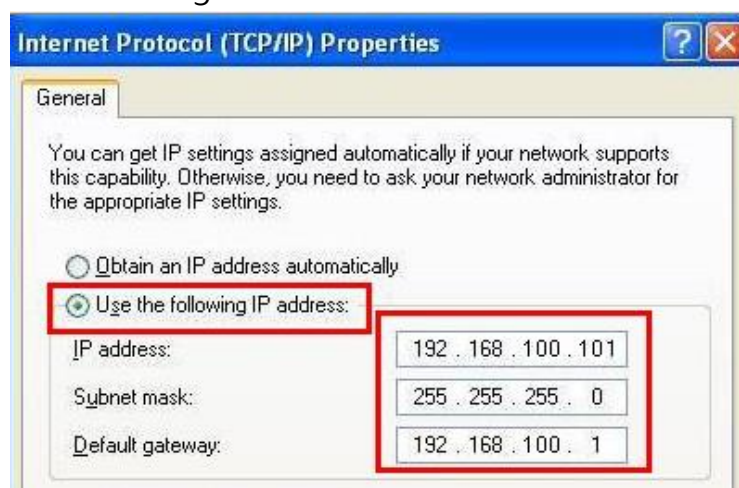 Internet Protocol (TCP/IP) Properties
General
You can get IP settings assigned automatically if your network supports
this capability. Otherwise, you need to ask your network administrator for
the appropriate IP settings.
Obtain an IP address automatically
Use the following IP address:
IP address: 192 . 168 . 100 . 101
Subnet mask: 255 . 255 . 255 . 0
Default gateway: 192 . 168 . 100 . 1